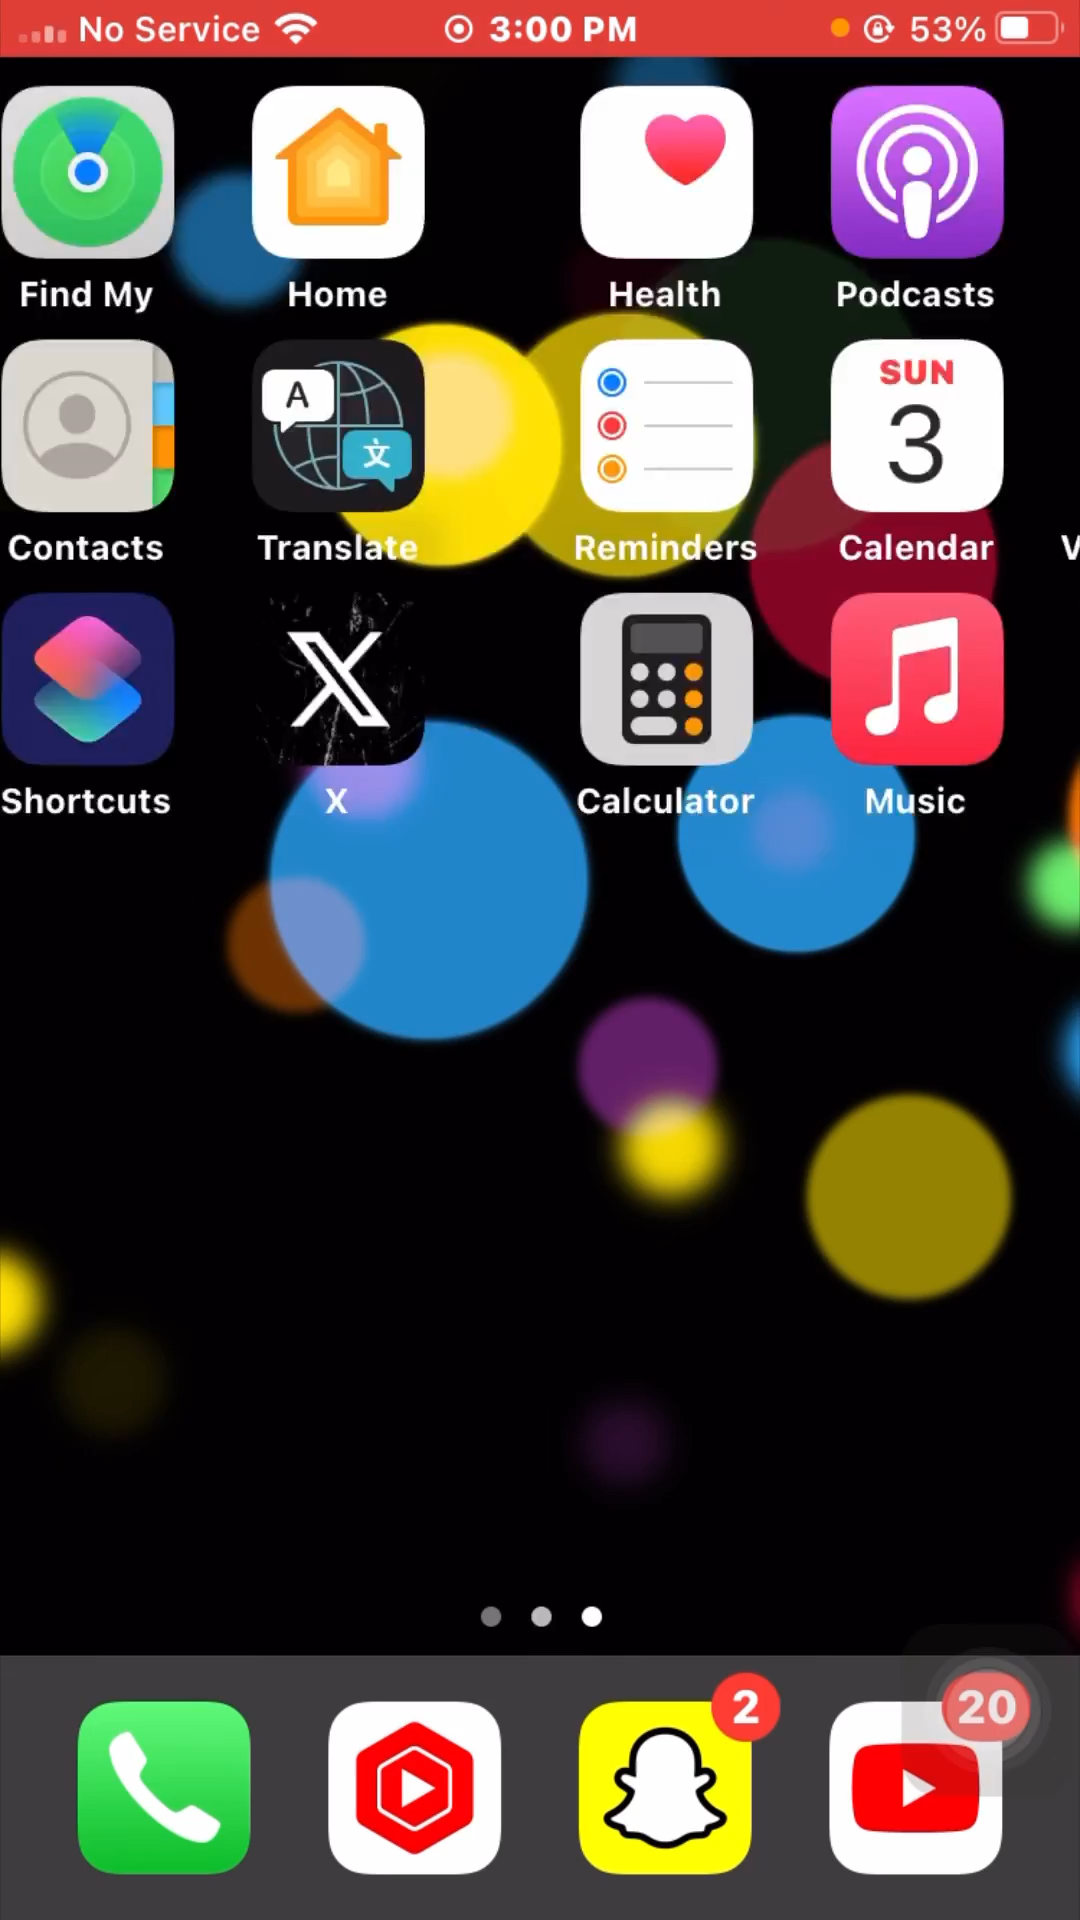 No Service 3:00 PM 53%
Find My Home Health Podcasts
A 文
SUN
3
Contacts Translate Reminders Calendar V
Shortcuts X Calculator Music
2 20